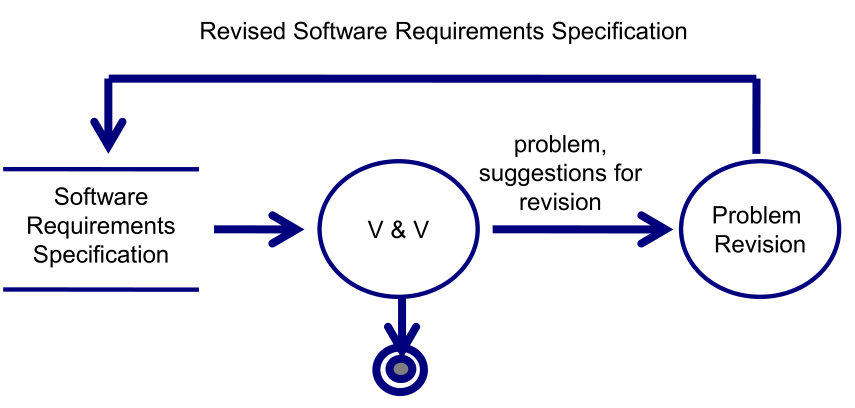 Revised Software Requirements Specification
problem,
suggestions for
revision
Software
Requirements
Specification
V & V
Problem
Revision